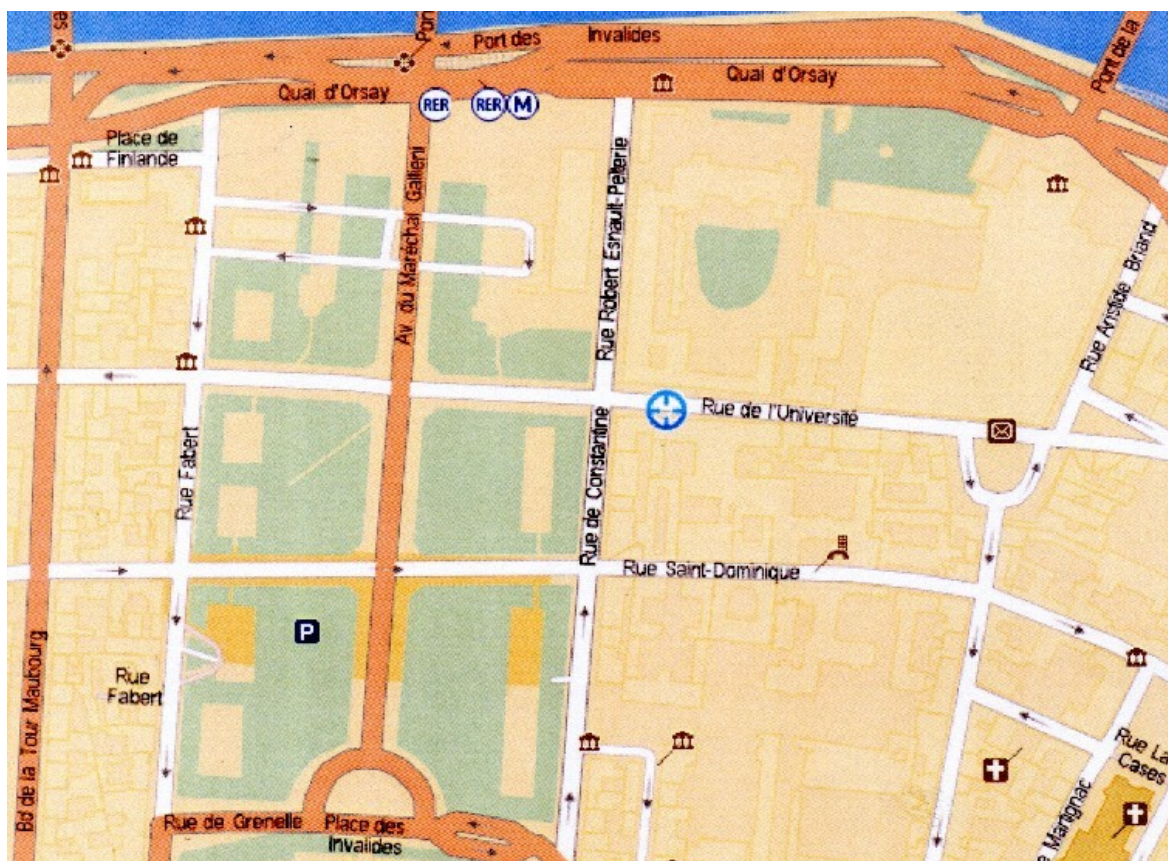 Port des Invalides
Quai d'Orsay
Quai d'Orsay
Pont de la
RER
RER
M
Place de
Finlande
Av. du Maréchal Gallieni
Rue Robert Esnault-Pelterie
Rue Aristide Briand
Rue de l'Université
Rue Fabert
Rue de Constantine
Rue Saint-Dominique
P
Rue
Fabert
Bd de la Tour Maubourg
Rue La
Cases
Martignac
Rue de Grenelle
Place des
Invalides